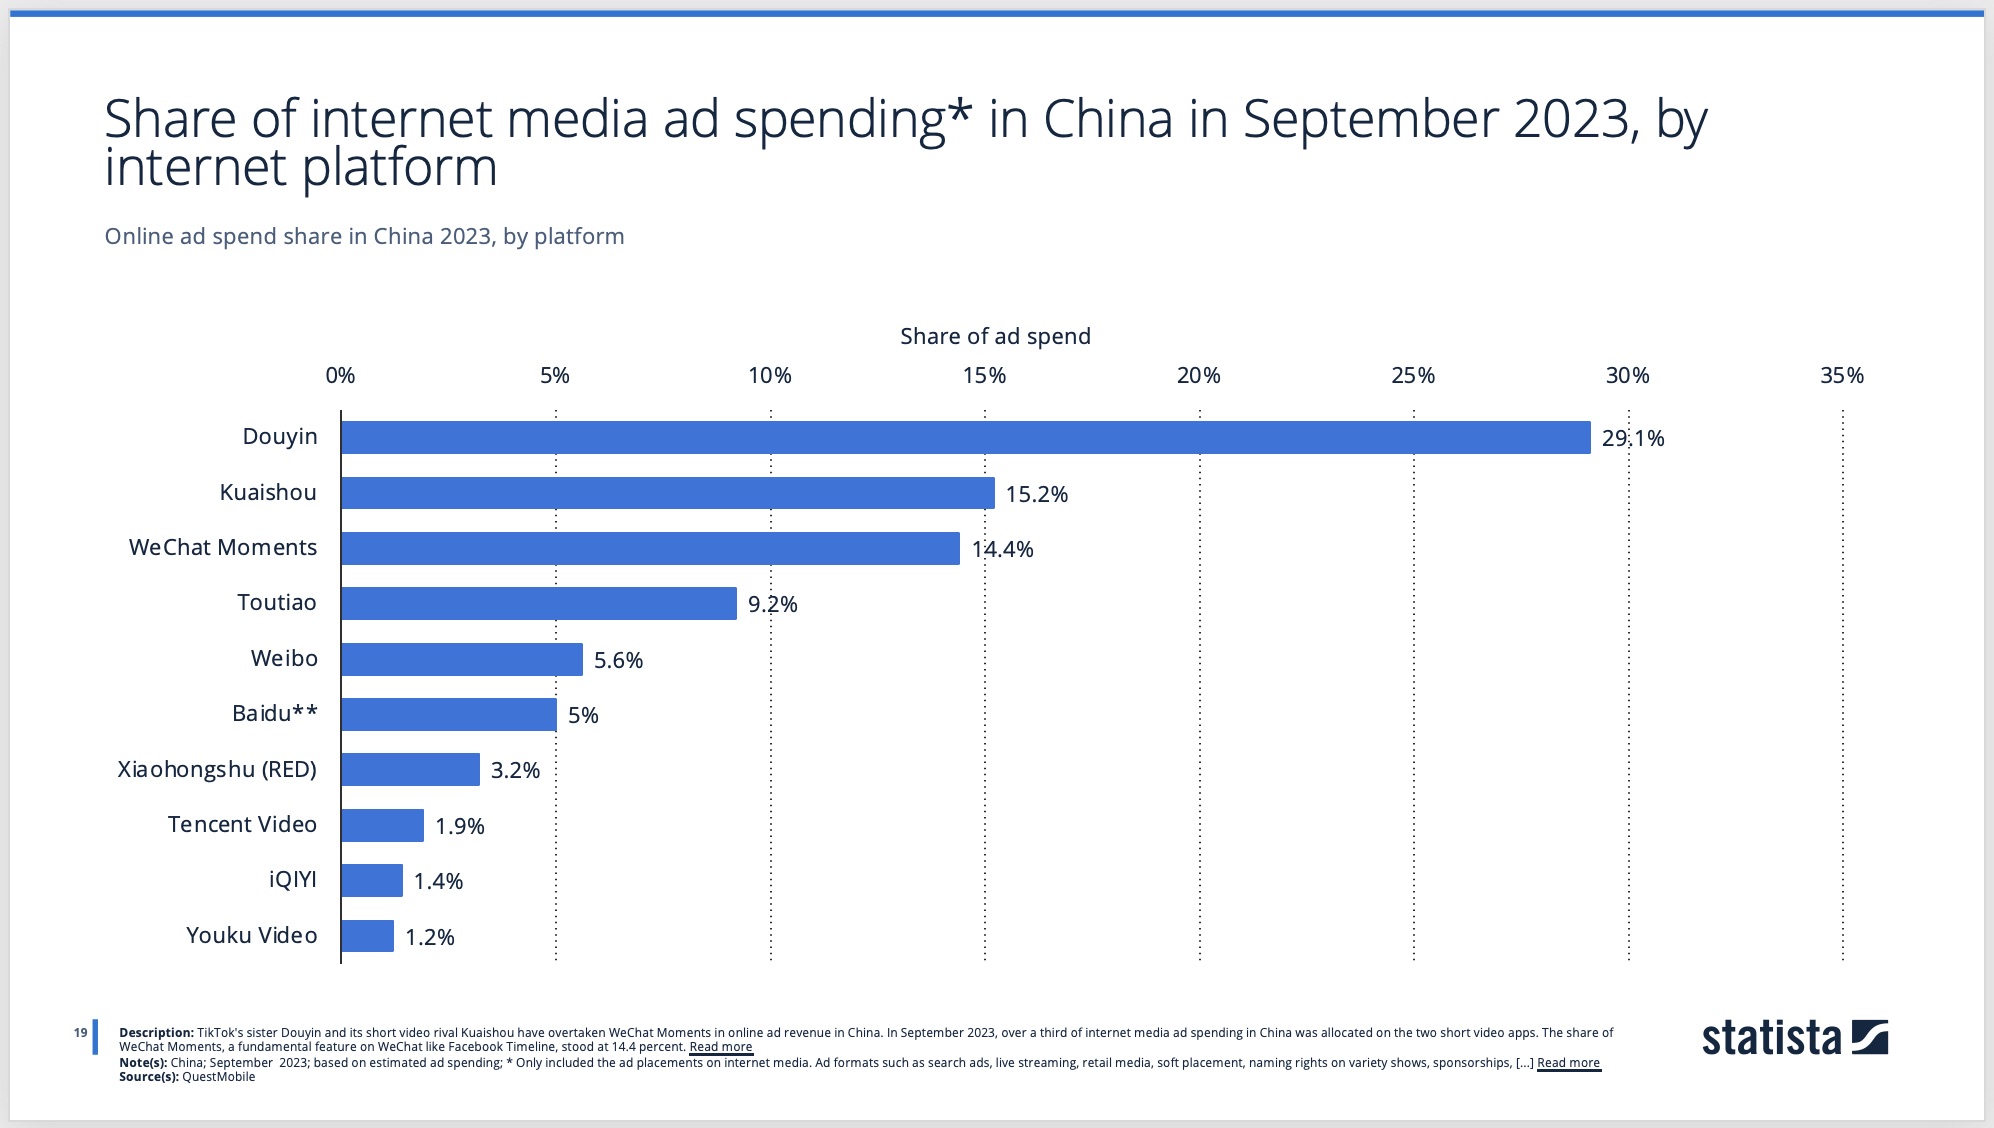 Share of internet media ad spending* in China in September 2023, by
internet platform
Online ad spend share in China 2023, by platform
Share of ad spend
0% 5% 10% 15% 20% 25% 30% 35%
Douyin 29.1%
Kuaishou 15.2%
WeChat Moments 14.4%
Toutiao 9.2%
Weibo 5.6%
Baidu** 5%
Xiaohongshu (RED) 3.2%
Tencent Video 1.9%
iQIYI 1.4%
Youku Video 1.2%
19
Description: TikTok's sister Douyin and its short video rival Kuaishou have overtaken WeChat Moments in online ad revenue in China. In September 2023, over a third of internet media ad spending in China was allocated on the two short video apps. The share of
WeChat Moments, a fundamental feature on WeChat like Facebook Timeline, stood at 14.4 percent. Read more
Note(s): China; September 2023; based on estimated ad spending; * Only included the ad placements on internet media. Ad formats such as search ads, live streaming, retail media, soft placement, naming rights on variety shows, sponsorships, [...] Read more
Source(s): QuestMobile
statista